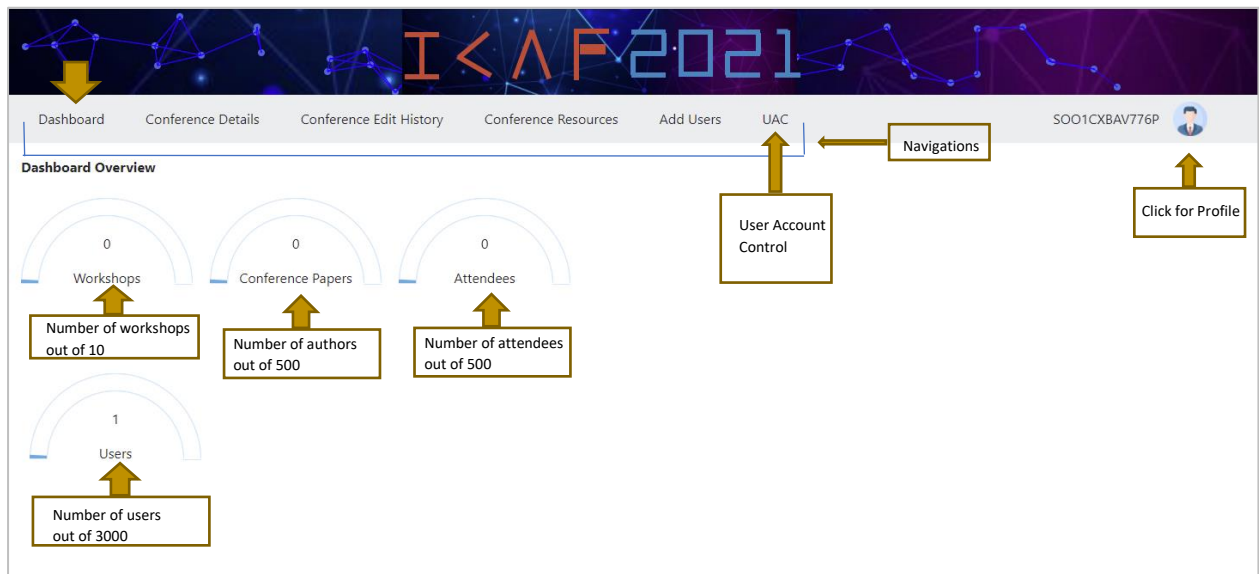 IKAF2021
Dashboard Conference Details Conference Edit History Conference Resources Add Users UAC SOO1CXBAV776P
Navigations
Dashboard Overview
Click for Profile
User Account
Control
0
Workshops
0
Conference Papers
0
Attendees
Number of workshops
out of 10
Number of authors
out of 500
Number of attendees
out of 500
1
Users
Number of users
out of 3000